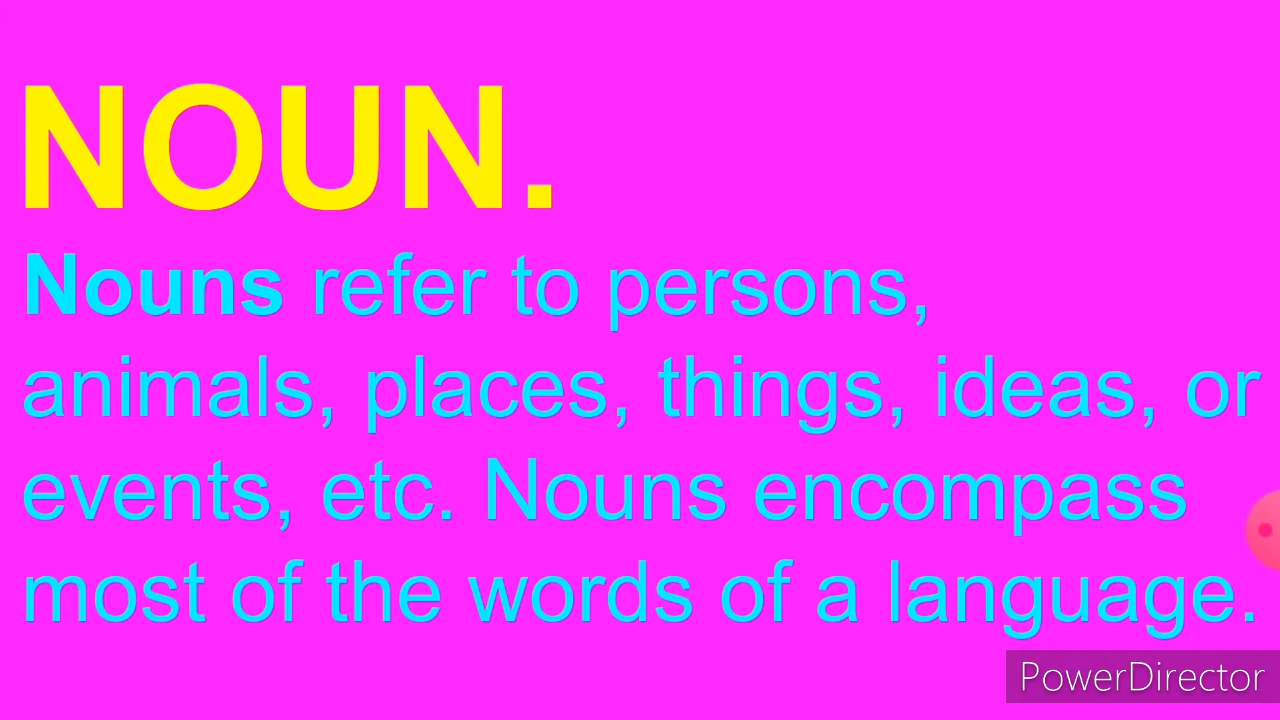 NOUN.
Nouns refer to persons,
animals, places, things, ideas, or
events, etc. Nouns encompass
most of the words of a language.
PowerDirector